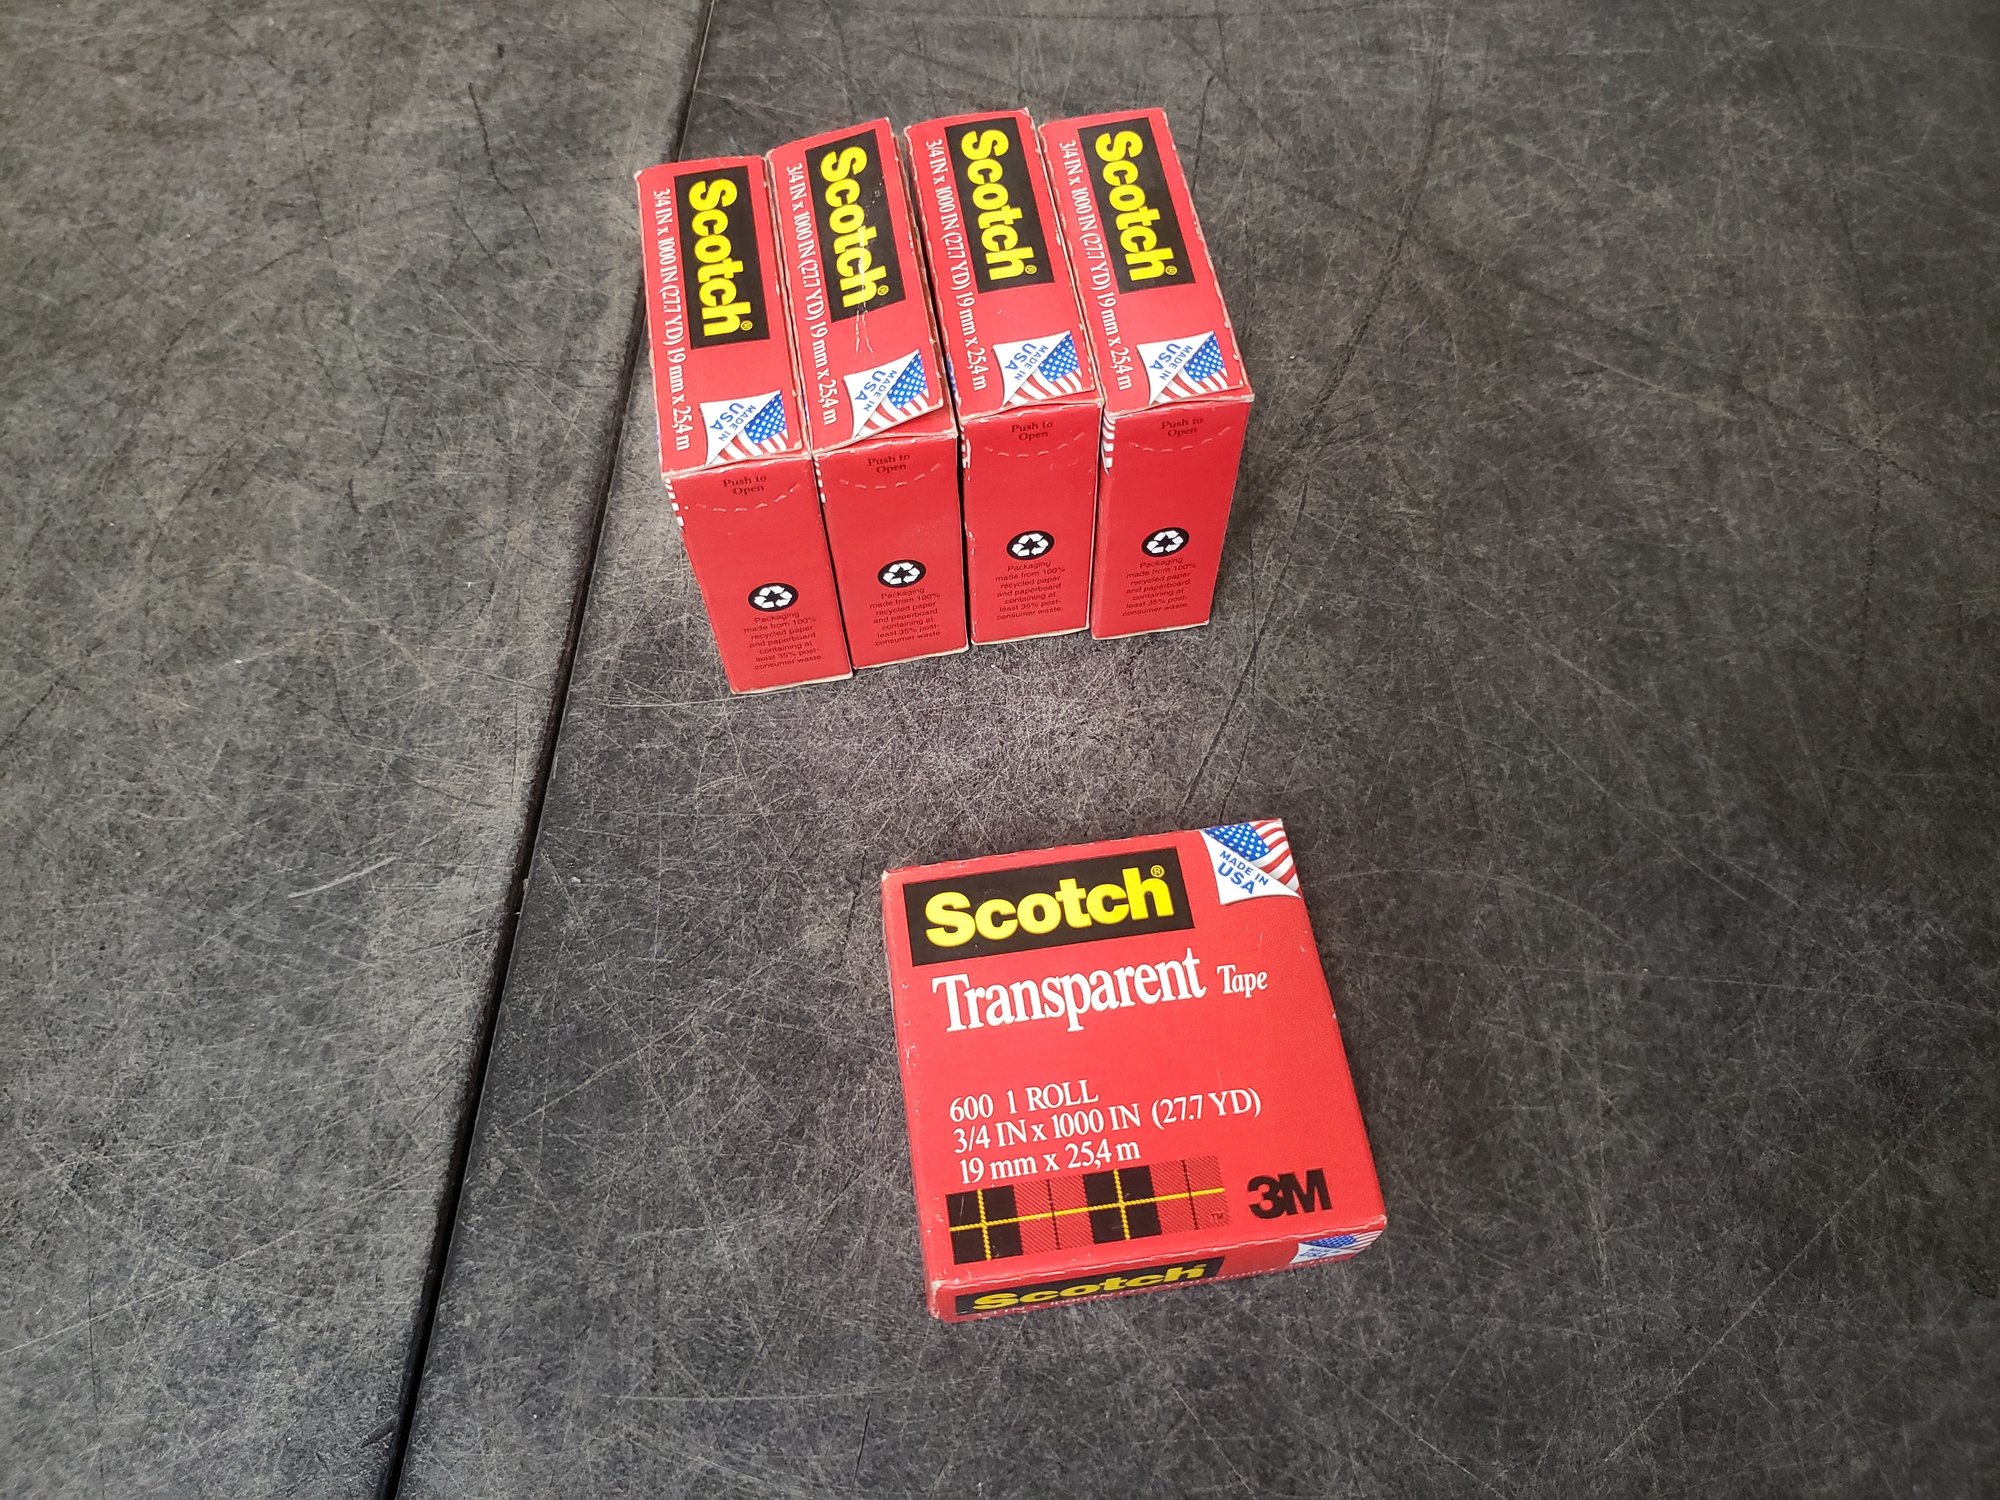 Scotch®
3/4 IN x 1000 IN (27.7 YD) 19 mm x 25,4 m
MADE IN
USA
Push to
Open
Packaging
made from 100%
recycled paper
and paperboard
containing at
least 35% post-
consumer waste.
Scotch®
3/4 IN x 1000 IN (27.7 YD) 19 mm x 25,4 m
MADE IN
USA
Push to
Open
Packaging
made from 100%
recycled paper
and paperboard
containing at
least 35% post-
consumer waste.
Scotch®
3/4 IN x 1000 IN (27.7 YD) 19 mm x 25,4 m
MADE IN
USA
Push to
Open
Packaging
made from 100%
recycled paper
and paperboard
containing at
least 35% post-
consumer waste.
Scotch®
3/4 IN x 1000 IN (27.7 YD) 19 mm x 25,4 m
MADE IN
USA
Push to
Open
Packaging
made from 100%
recycled paper
and paperboard
containing at
least 35% post-
consumer waste.
Scotch®
MADE IN
USA
Transparent Tape
600 1 ROLL
3/4 IN x 1000 IN (27.7 YD)
19 mm x 25,4 m
™
3M
Scotch